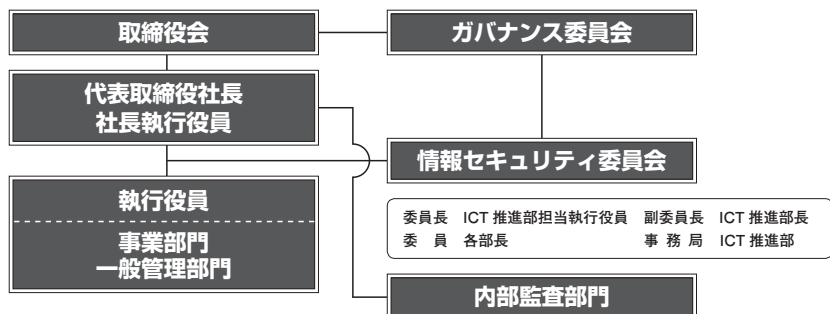 取締役会
ガバナンス委員会
代表取締役社長
社長執行役員
情報セキュリティ委員会
執行役員
事業部門
一般管理部門
委員長 ICT 推進部担当執行役員 副委員長 ICT 推進部長
委 員 各部長 事 務 局 ICT 推進部
内部監査部門